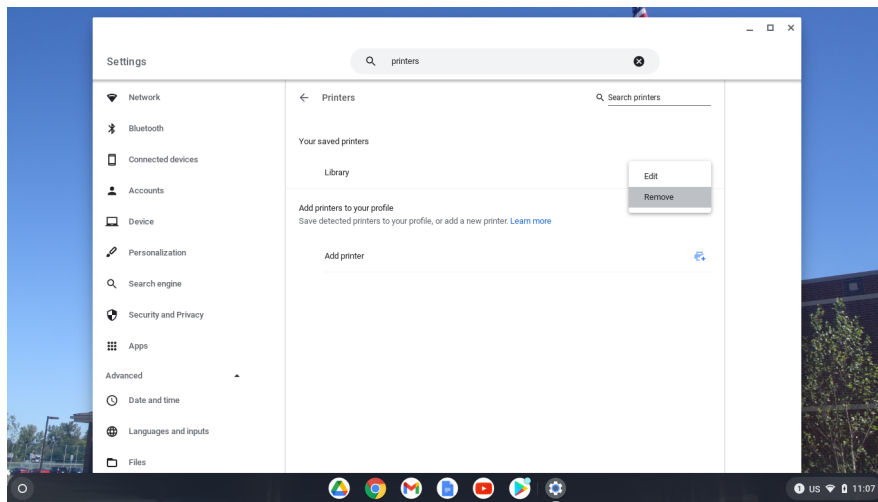 Settings
printers
Network
Bluetooth
Connected devices
Accounts
Device
Personalization
Search engine
Security and Privacy
Apps
Advanced
Date and time
Languages and inputs
Files
Printers
Search printers
Your saved printers
Library
Edit
Remove
Add printers to your profile
Save detected printers to your profile, or add a new printer. Learn more
Add printer
1 US 11:07